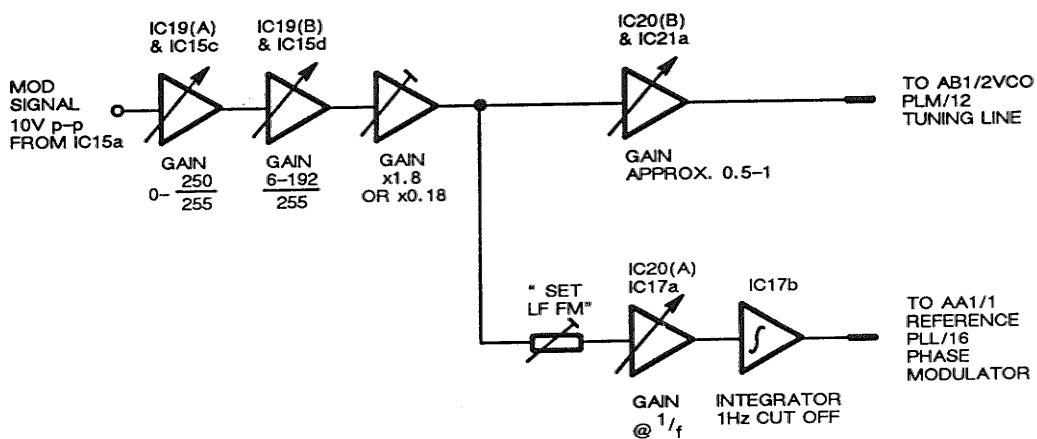 IC19(A)
& IC15c
IC19(B)
& IC15d
IC20(B)
& IC21a
MOD
SIGNAL
10V p-p
FROM IC15a
TO AB1/2VCO
PLM/12
TUNING LINE
GAIN
0- 250
255
GAIN
6-192
255
GAIN
x1.8
OR x0.18
GAIN
APPROX. 0.5-1
" SET
LF FM"
IC20(A)
IC17a
IC17b
∫
TO AA1/1
REFERENCE
PLL/16
PHASE
MODULATOR
GAIN
@ 1/f
INTEGRATOR
1Hz CUT OFF